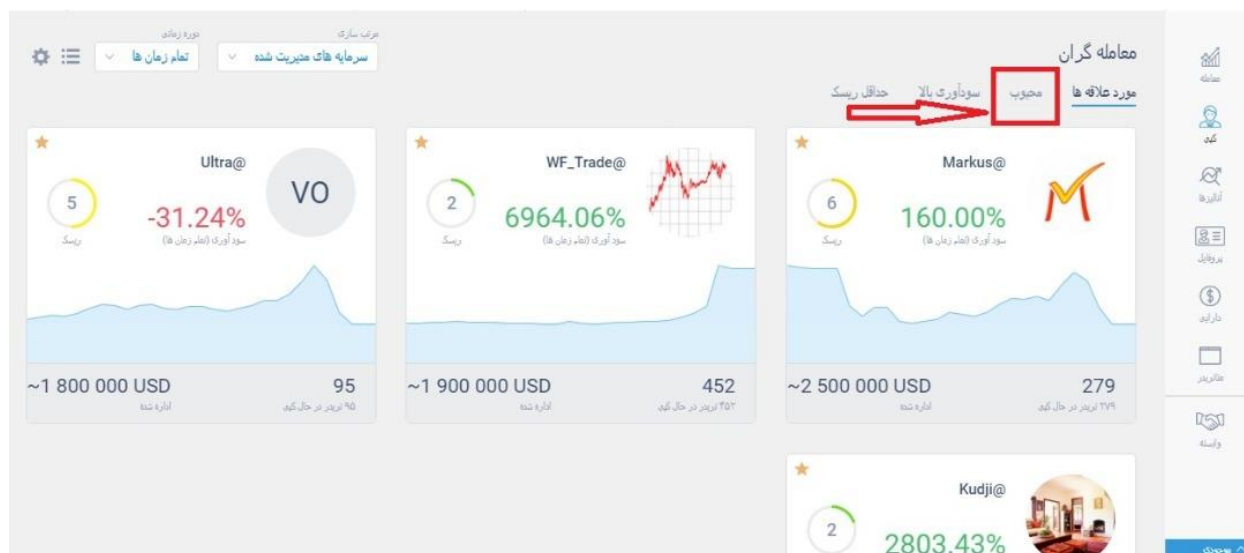 معامله گران
مرتب سازی
سرمایه های مدیریت شده
دوره زمانی
تمام زمان ها
مورد علاقه ها
محبوب
سودآوری بالا
حداقل ریسک
Markus@
160.00%
سود آوری (تمام زمان ها)
6
ریسک
279
۲۷۹ تریدر در حال کپی
~2 500 000 USD
اداره شده
WF_Trade@
6964.06%
سود آوری (تمام زمان ها)
2
ریسک
452
۴۵۲ تریدر در حال کپی
~1 900 000 USD
اداره شده
VO
Ultra@
-31.24%
سود آوری (تمام زمان ها)
5
ریسک
95
۹۵ تریدر در حال کپی
~1 800 000 USD
اداره شده
Kudji@
2803.43%
2
معامله
کپی
آنالیزها
پروفایل
دارایی
متاتریدر
وابسته
موجودی